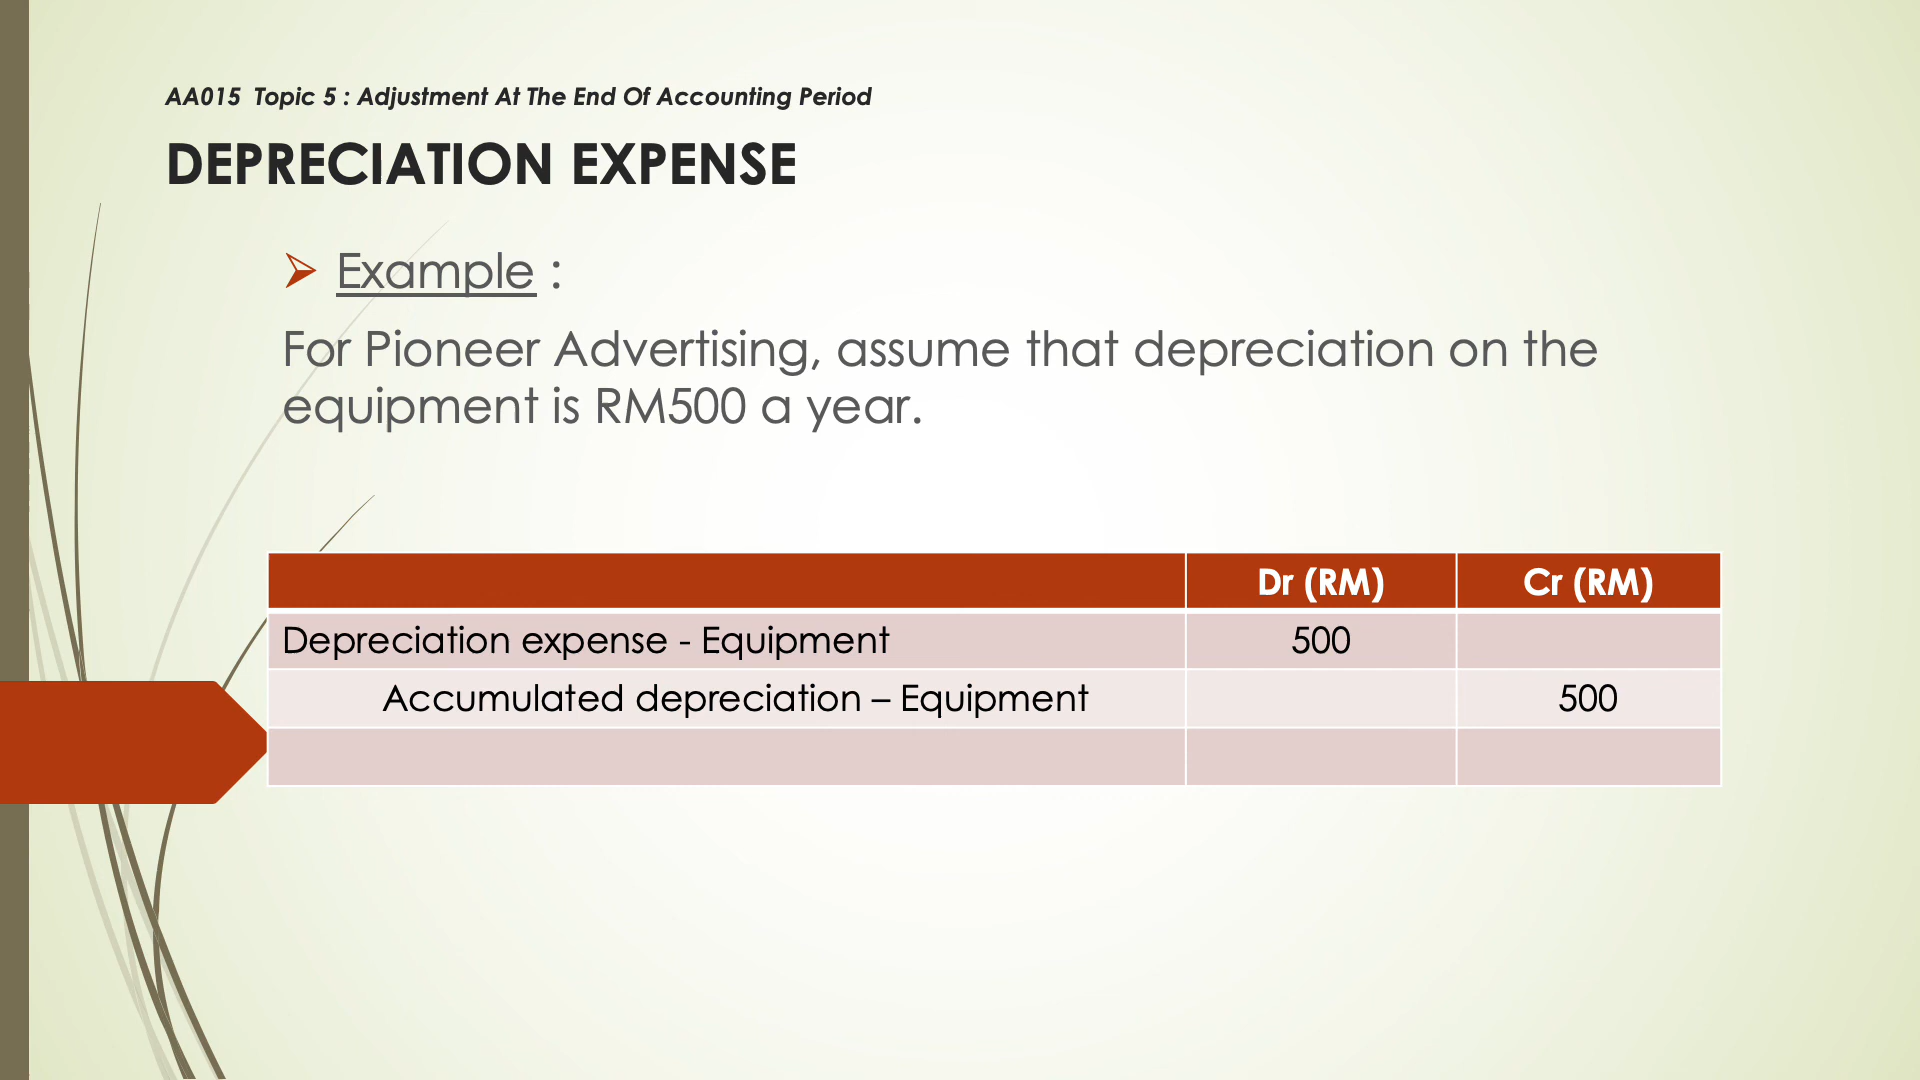 AA015  Topic 5 : Adjustment At The End Of Accounting Period
DEPRECIATION EXPENSE
Example :
For Pioneer Advertising, assume that depreciation on the
equipment is RM500 a year.
Dr (RM) Cr (RM)
Depreciation expense - Equipment 500
Accumulated depreciation – Equipment 500